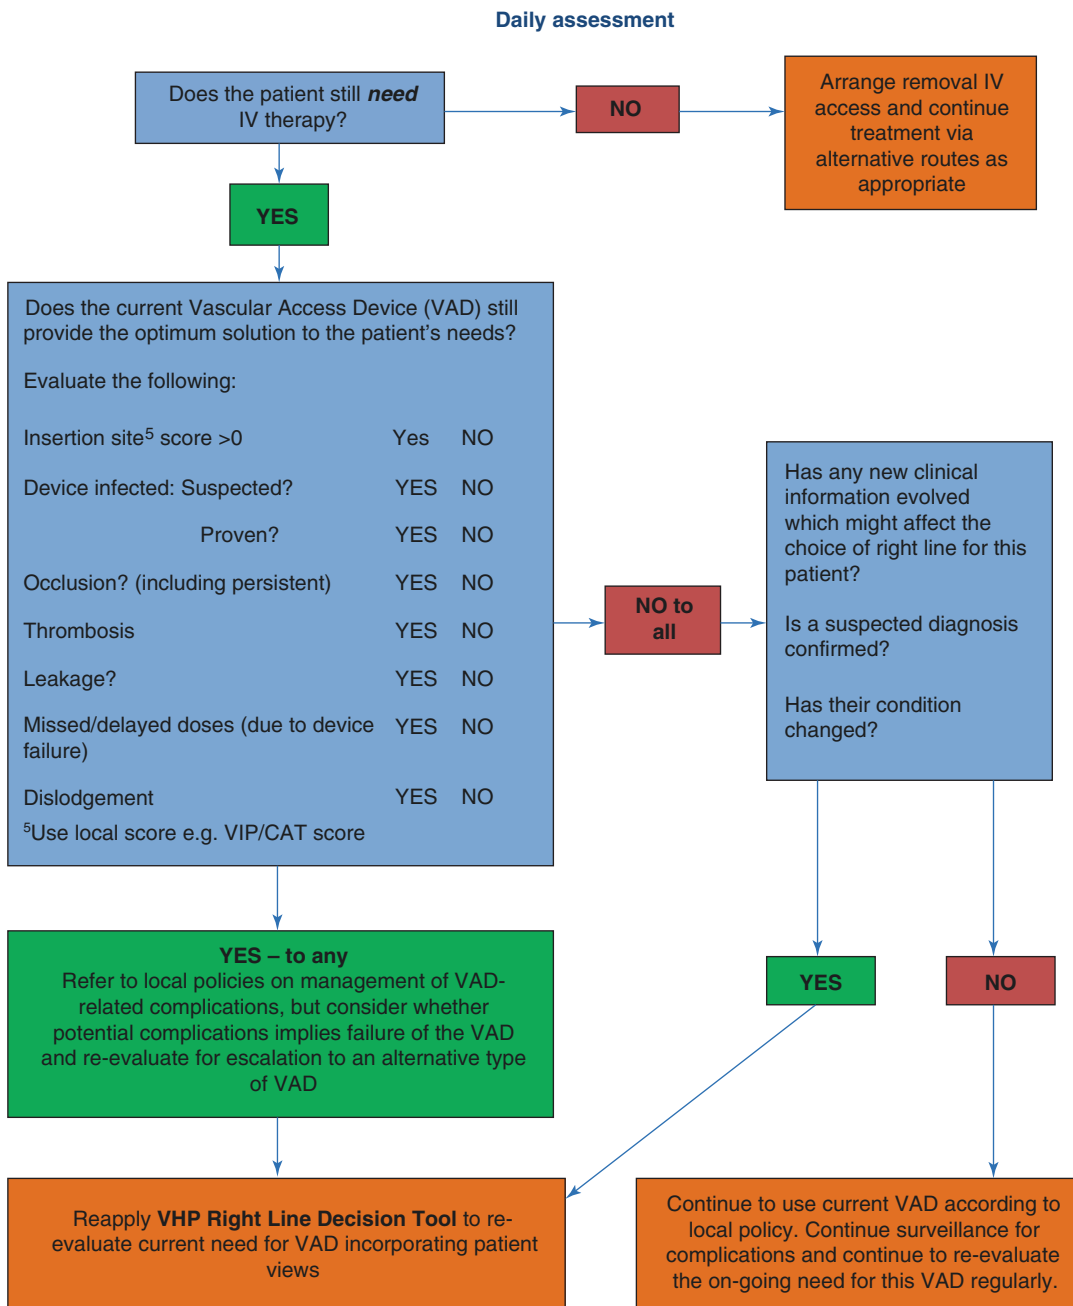 Daily assessment
Does the patient still need
IV therapy?
NO
Arrange removal IV
access and continue
treatment via
alternative routes as
appropriate
YES
Does the current Vascular Access Device (VAD) still
provide the optimum solution to the patient's needs?
Evaluate the following:
Insertion site⁵ score >0 Yes NO
Device infected: Suspected? YES NO
Proven? YES NO
Occlusion? (including persistent) YES NO
Thrombosis YES NO
Leakage? YES NO
Missed/delayed doses (due to device YES NO
failure)
Dislodgement YES NO
⁵Use local score e.g. VIP/CAT score
NO to
all
Has any new clinical
information evolved
which might affect the
choice of right line for this
patient?
Is a suspected diagnosis
confirmed?
Has their condition
changed?
YES – to any
Refer to local policies on management of VAD-
related complications, but consider whether
potential complications implies failure of the VAD
and re-evaluate for escalation to an alternative type
of VAD
YES
NO
Reapply VHP Right Line Decision Tool to re-
evaluate current need for VAD incorporating patient
views
Continue to use current VAD according to
local policy. Continue surveillance for
complications and continue to re-evaluate
the on-going need for this VAD regularly.